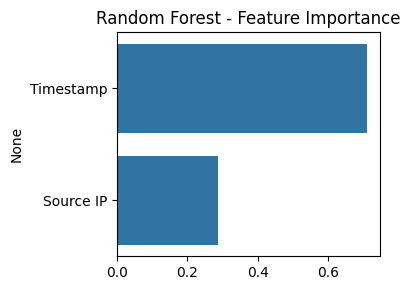 Random Forest - Feature Importance
None
Timestamp
Source IP
0.0 0.2 0.4 0.6